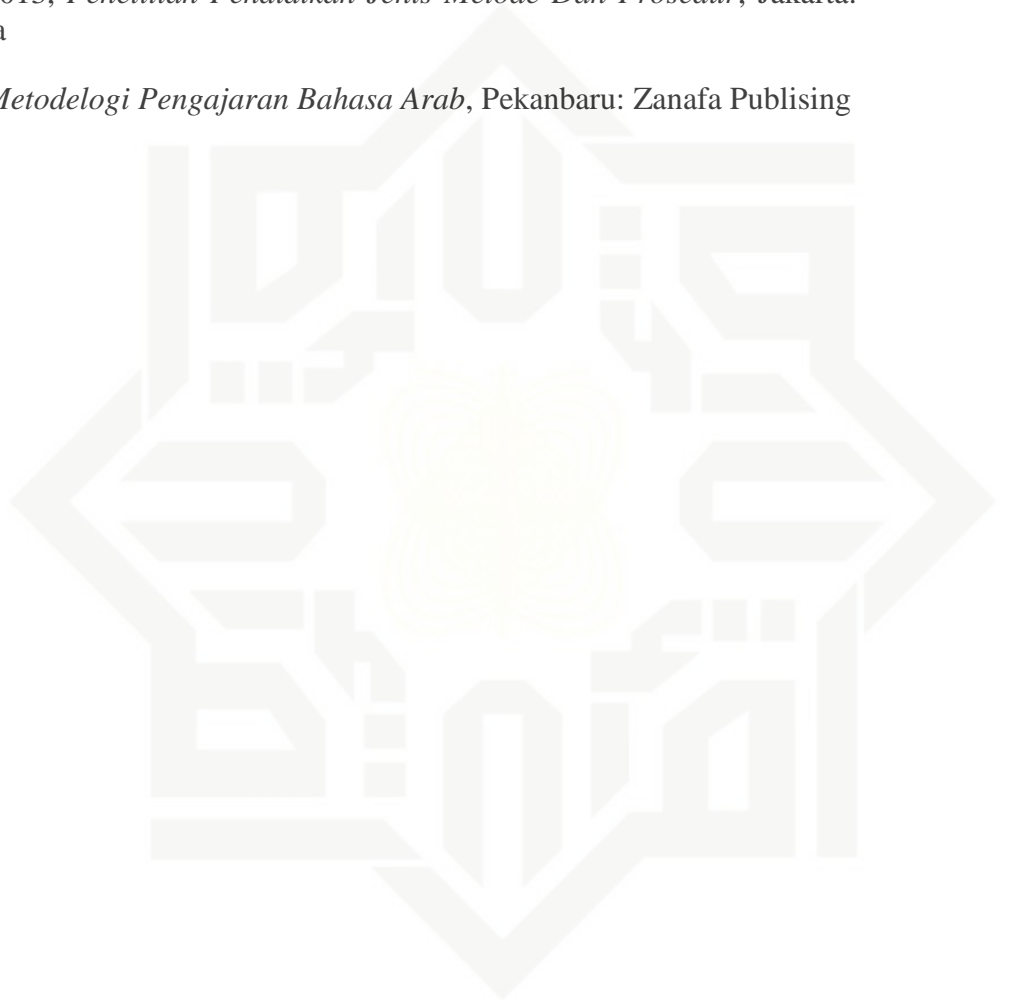 013, Penelitian Pendidikan Jenis Metode Dan Prosedur, Jakarta:
a
Metodelogi Pengajaran Bahasa Arab, Pekanbaru: Zanafa Publising